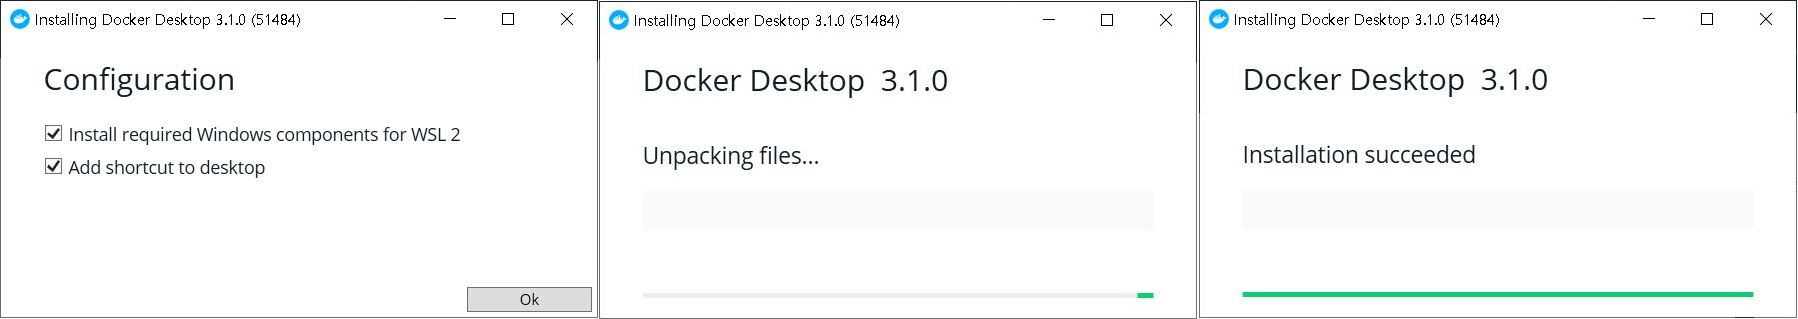 Installing Docker Desktop 3.1.0 (51484)
Configuration
Install required Windows components for WSL 2
Add shortcut to desktop
Ok
Installing Docker Desktop 3.1.0 (51484)
Docker Desktop 3.1.0
Unpacking files...
Installing Docker Desktop 3.1.0 (51484)
Docker Desktop 3.1.0
Installation succeeded